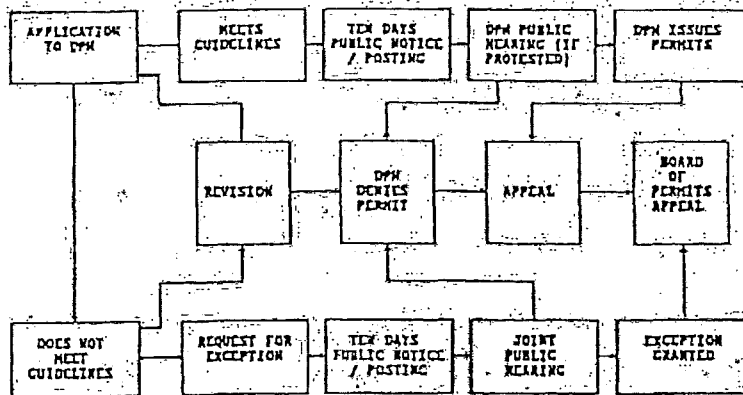 APPLICATION
TO DPW
MEETS
GUIDELINES
TEN DAYS
PUBLIC NOTICE
/ POSTING
DPW PUBLIC
HEARING (IF
PROTESTED)
DPW ISSUES
PERMITS
REVISION
DPW
DENIES
PERMIT
APPEAL
BOARD
OF
PERMITS
APPEAL
DOES NOT
MEET
GUIDELINES
REQUEST FOR
EXCEPTION
TEN DAYS
PUBLIC NOTICE
/ POSTING
JOINT
PUBLIC
HEARING
EXCEPTION
GRANTED